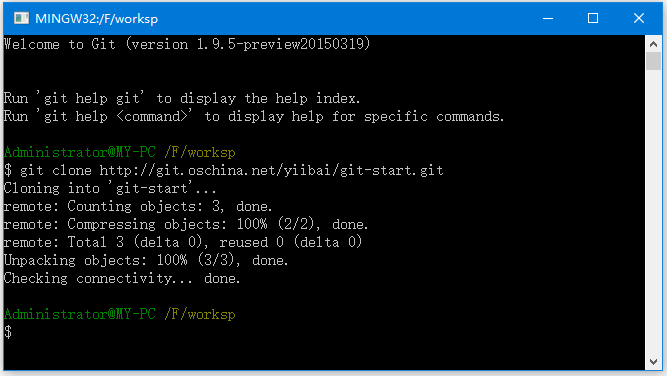 MINGW32:/F/worksp
Welcome to Git (version 1.9.5-preview20150319)
Run 'git help git' to display the help index.
Run 'git help <command>' to display help for specific commands.
Administrator@MY-PC /F/worksp
$ git clone http://git.oschina.net/yiibai/git-start.git
Cloning into 'git-start'...
remote: Counting objects: 3, done.
remote: Compressing objects: 100% (2/2), done.
remote: Total 3 (delta 0), reused 0 (delta 0)
Unpacking objects: 100% (3/3), done.
Checking connectivity... done.
Administrator@MY-PC /F/worksp
$